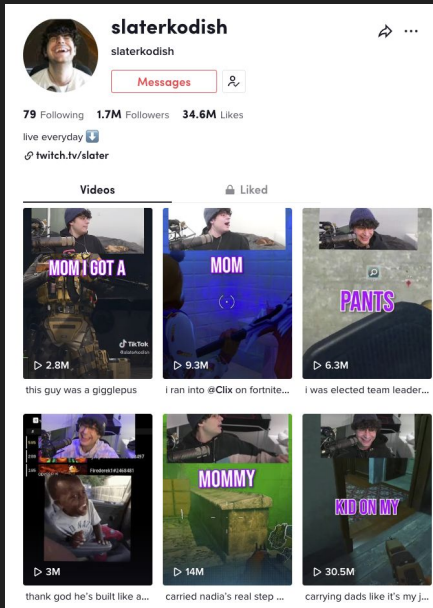 slaterkodish
slaterkodish
Messages
79 Following 1.7M Followers 34.6M Likes
live everyday
twitch.tv/slater
Videos
Liked
MOM I GOT A
TikTok
@slaterkodish
2.8M
this guy was a gigglepus
MOM
9.3M
i ran into @Clix on fortnite...
PANTS
6.3M
i was elected team leader...
3M
thank god he's built like a...
MOMMY
14M
carried nadia's real step ...
KID ON MY
30.5M
carrying dads like it's my j...